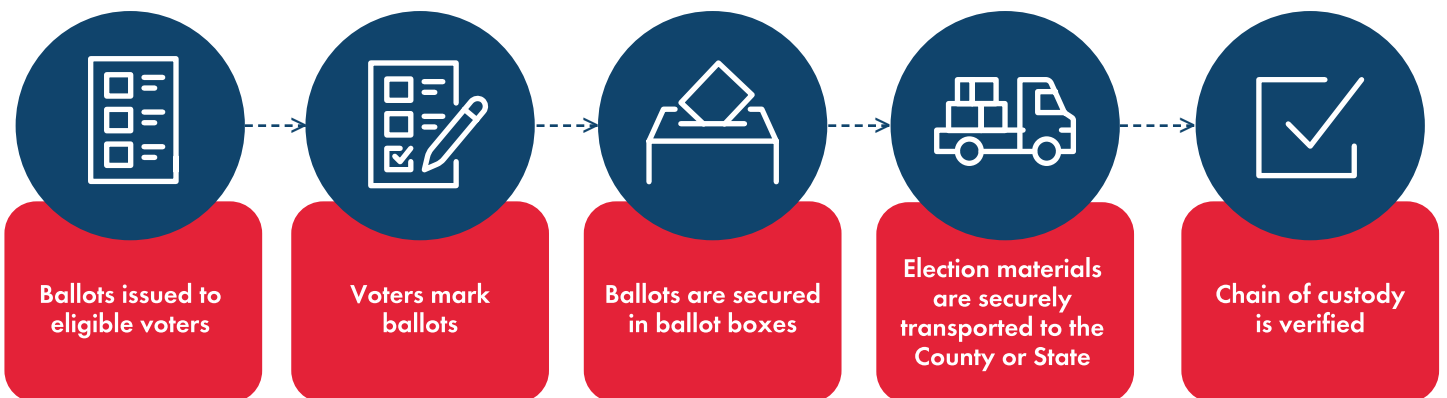 Ballots issued to
eligible voters
Voters mark
ballots
Ballots are secured
in ballot boxes
Election materials
are securely
transported to the
County or State
Chain of custody
is verified